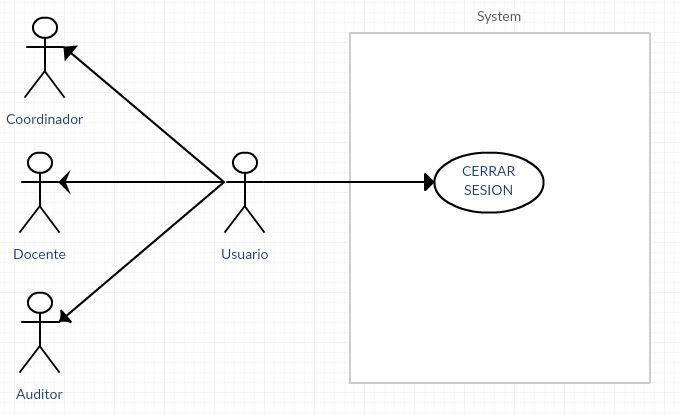 System
Coordinador
CERRAR
SESION
Docente
Usuario
Auditor